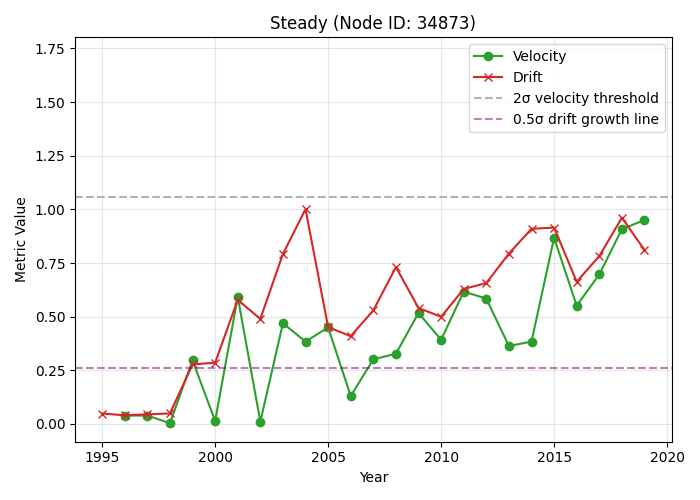 Steady (Node ID: 34873)
Velocity
Drift
2σ velocity threshold
0.5σ drift growth line
Metric Value
1.75
1.50
1.25
1.00
0.75
0.50
0.25
0.00
1995 2000 2005 2010 2015 2020
Year